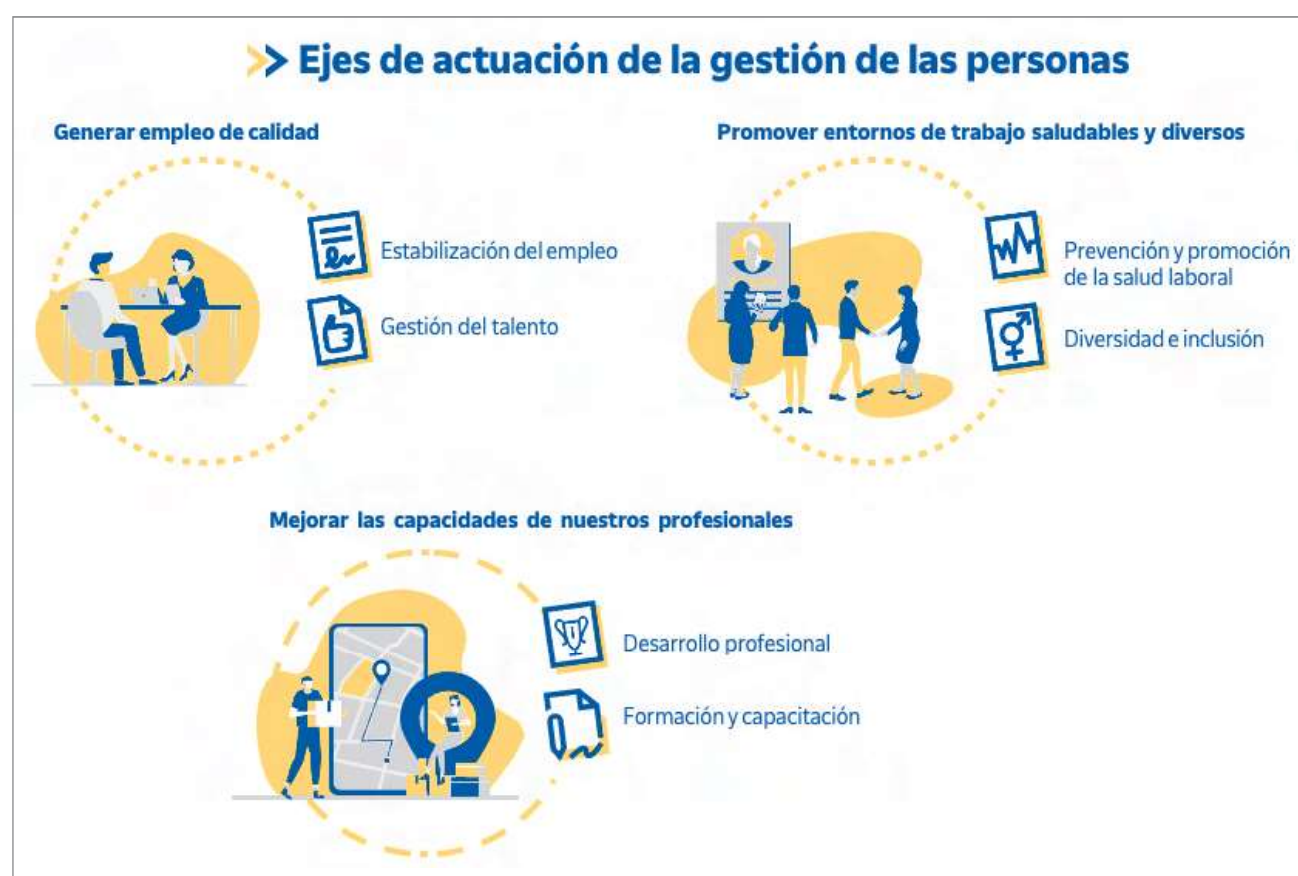 Ejes de actuación de la gestión de las personas
Generar empleo de calidad
Estabilización del empleo
Gestión del talento
Promover entornos de trabajo saludables y diversos
Prevención y promoción
de la salud laboral
Diversidad e inclusión
Mejorar las capacidades de nuestros profesionales
Desarrollo profesional
Formación y capacitación